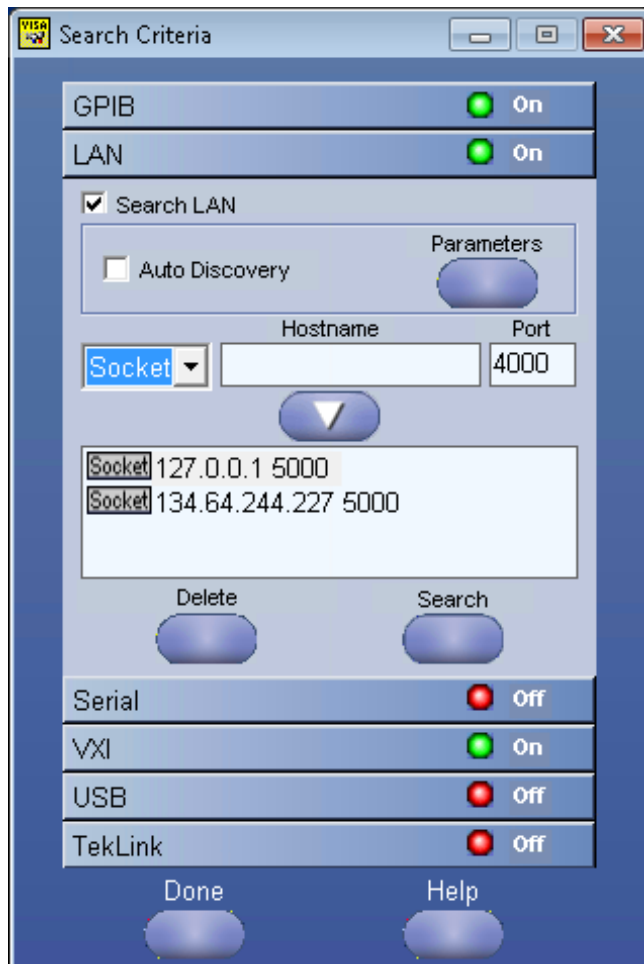 VISA
Search Criteria
GPIB On
LAN On
Search LAN
Parameters
Auto Discovery
Hostname Port
Socket 4000
Socket 127.0.0.1 5000
Socket 134.64.244.227 5000
Delete Search
Serial Off
VXI On
USB Off
TekLink Off
Done Help